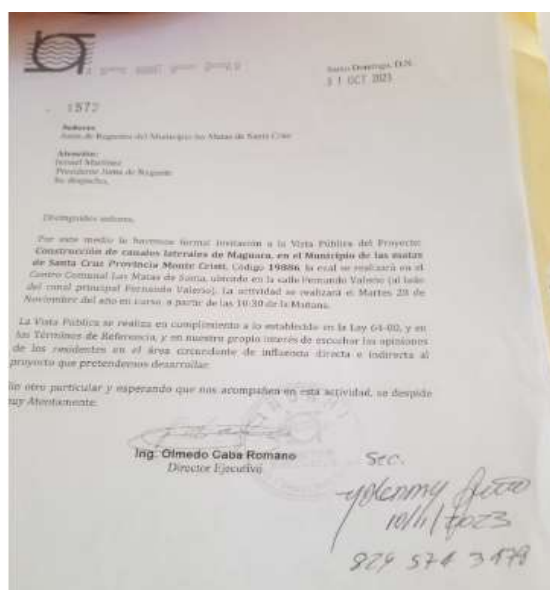 Santo Domingo, D.N.
31 OCT 2023
1572
Señores
Junta de Regantes del Municipio las Matas de Santa Cruz
Atención:
Ismael Martínez
Presidente Junta de Regante
Su despacho.
Distinguidos señores,
Por este medio le hacemos formal invitación a la Vista Pública del Proyecto:
Construcción de canales laterales de Maguaca, en el Municipio de las matas
de Santa Cruz Provincia Monte Cristi, Código 19886, la cual se realizará en el
Centro Comunal Las Matas de Santa, ubicado en la calle Fernando Valerio (al lado
del canal principal Fernando Valerio). La actividad se realizará el Martes 28 de
Noviembre del año en curso, a partir de las 10:30 de la Mañana.
La Vista Pública se realiza en cumplimiento a lo establecido en la Ley 64-00, y en
los Términos de Referencia, y en nuestro propio interés de escuchar las opiniones
de los residentes en el área circundante de influencia directa e indirecta al
proyecto que pretendemos desarrollar.
Sin otro particular y esperando que nos acompañen en esta actividad, se despide
uy Atentamente.
Ing. Olmedo Caba Romano
Director Ejecutivo
Sec.
10/11/2023
829 574 3479